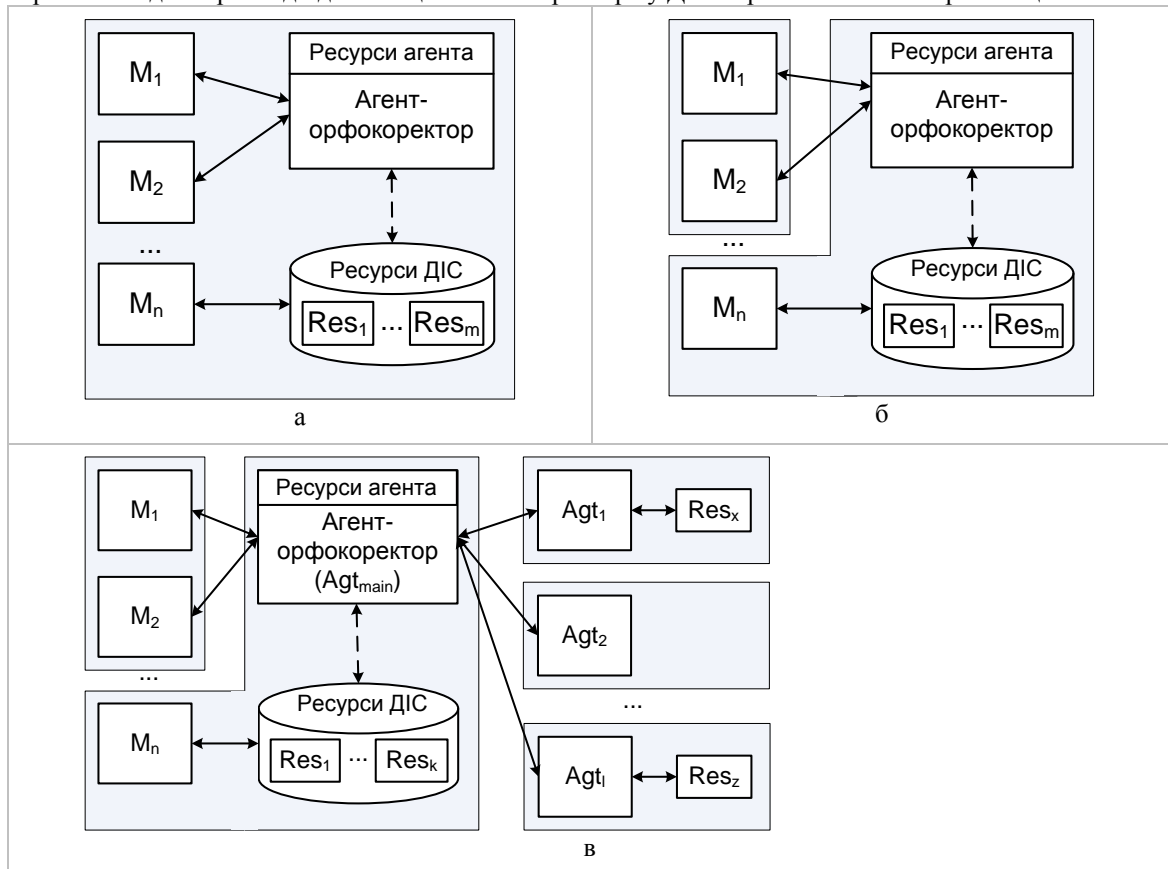 Ресурси агента
M1
Агент-
орфокоректор
M2
...
Ресурси ДІС
Mn
Res1 ... Resm
а
Ресурси агента
M1
Агент-
орфокоректор
M2
...
Ресурси ДІС
Mn
Res1 ... Resm
б
Ресурси агента
M1
Агент-
орфокоректор
(Agtmain)
M2
...
Ресурси ДІС
Mn
Res1 ... Resk
Agt1
Resx
Agt2
...
Agtl
Resz
в